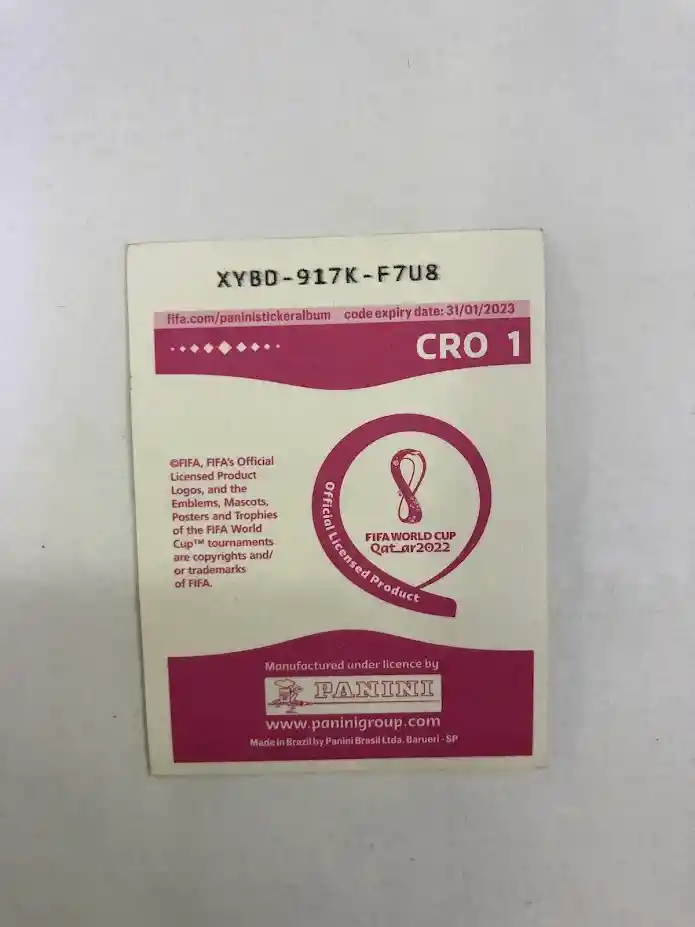 XYBD-917K-F7U8
fifa.com/paninistickeralbum code expiry date: 31/01/2023
CRO 1
©FIFA, FIFA's Official
Licensed Product
Logos, and the
Emblems, Mascots,
Posters and Trophies
of the FIFA World
Cup™ tournaments
are copyrights and/
or trademarks
of FIFA.
Official Licensed Product
FIFA WORLD CUP
Qatar2022
Manufactured under licence by
PANINI
www.paninigroup.com
Made in Brazil by Panini Brasil Ltda. Barueri - SP